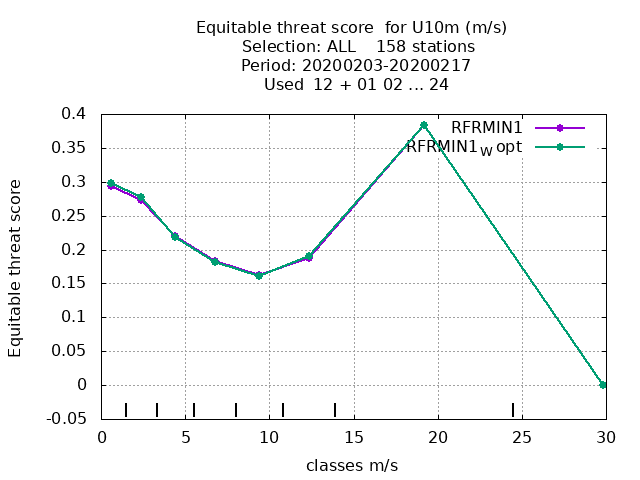 Equitable threat score  for U10m (m/s)
Selection: ALL    158 stations
Period: 20200203-20200217
Used  12 + 01 02 ... 24
RFRMIN1
RFRMIN1_W opt
Equitable threat score
0.4
0.35
0.3
0.25
0.2
0.15
0.1
0.05
0
-0.05
0 5 10 15 20 25 30
classes m/s